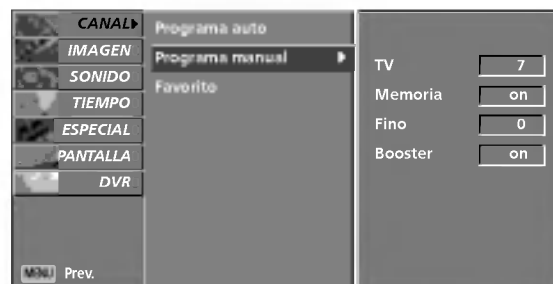 CANAL
IMAGEN
SONIDO
TIEMPO
ESPECIAL
PANTALLA
DVR
MENU Prev.
Programa auto
Programa manual
Favorito
TV 7
Memoria on
Fino 0
Booster on